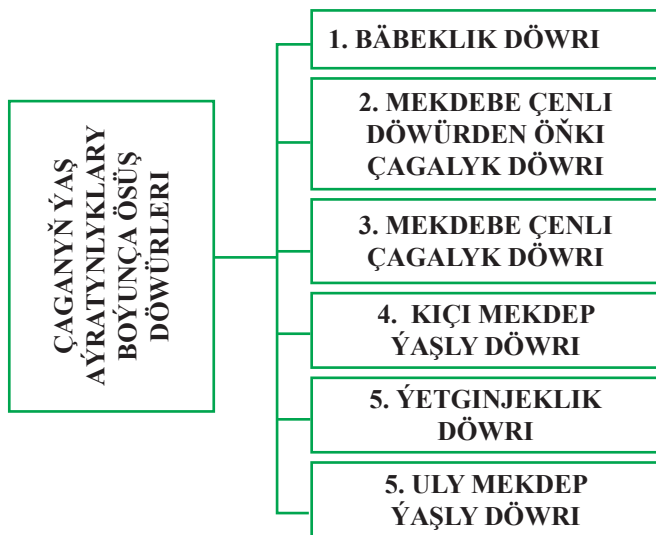 ÇAGANYŇ ÝAŞ
AÝRATYNLYKLARY
BOÝUNÇA ÖSÜŞ
DÖWÜRLERI
1. BÄBEKLIK DÖWRI
2. MEKDEBE ÇENLI
DÖWÜRDEN ÖŇKI
ÇAGALYK DÖWRI
3. MEKDEBE ÇENLI
ÇAGALYK DÖWRI
4. KIÇI MEKDEP
ÝAŞLY DÖWRI
5. ÝETGINJEKLIK
DÖWRI
5. ULY MEKDEP
ÝAŞLY DÖWRI